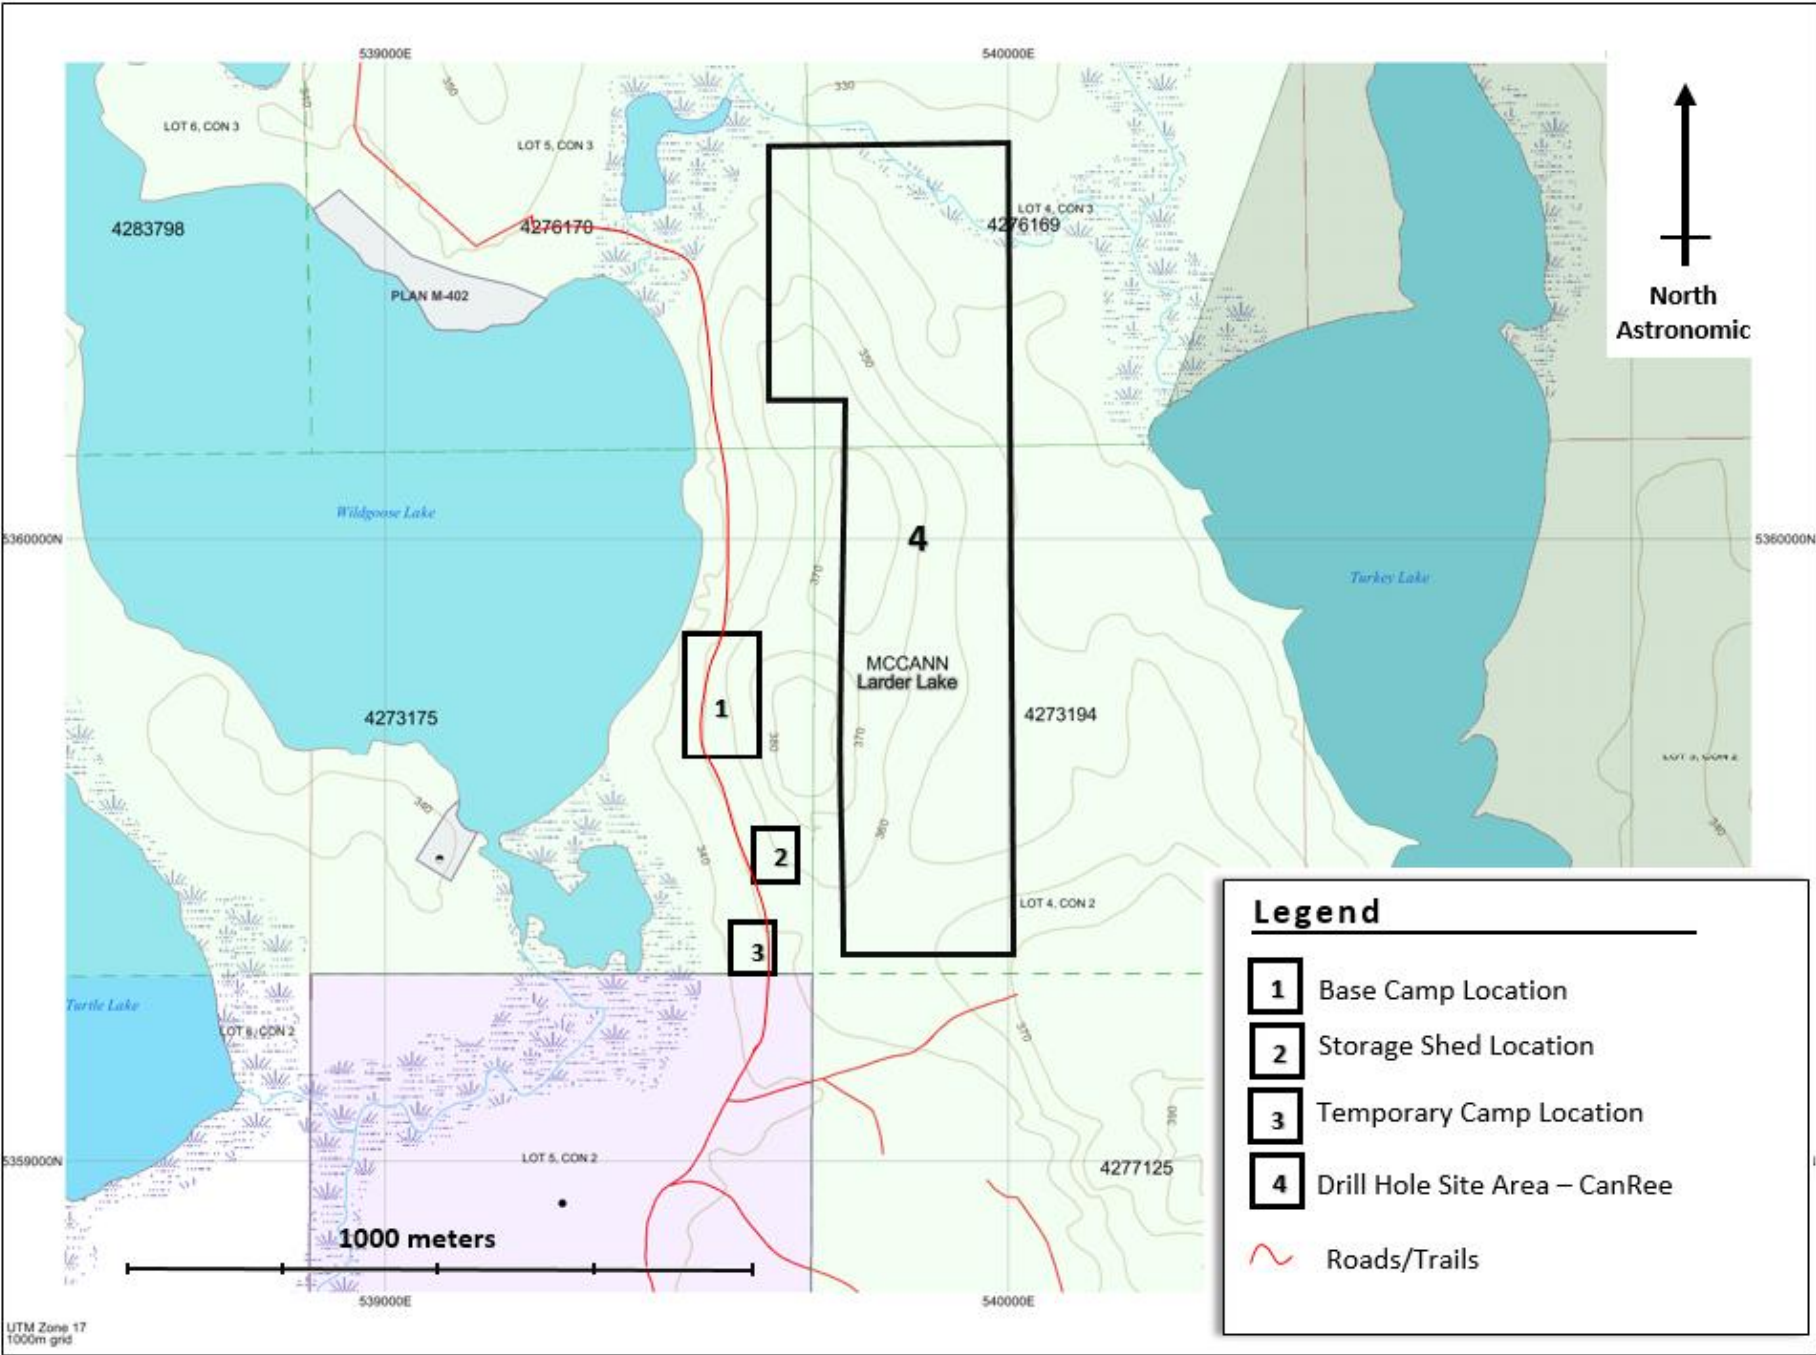 539000E
540000E
330
350
LOT 6, CON 3
LOT 5, CON 3
LOT 4, CON 3
4283798
4276170
4276169
PLAN M-402
North
Astronomic
350
Wildgoose Lake
5360000N
4
5360000N
Turkey Lake
370
MCCANN
Larder Lake
1
4273175
4273194
380
370
340
340
2
360
340
LOT 4, CON 2
3
Turtle Lake
LOT 6, CON 2
370
390
5359000N
LOT 5, CON 2
4277125
1000 meters
539000E
540000E
UTM Zone 17
1000m grid
Legend
1 Base Camp Location
2 Storage Shed Location
3 Temporary Camp Location
4 Drill Hole Site Area – CanRee
Roads/Trails